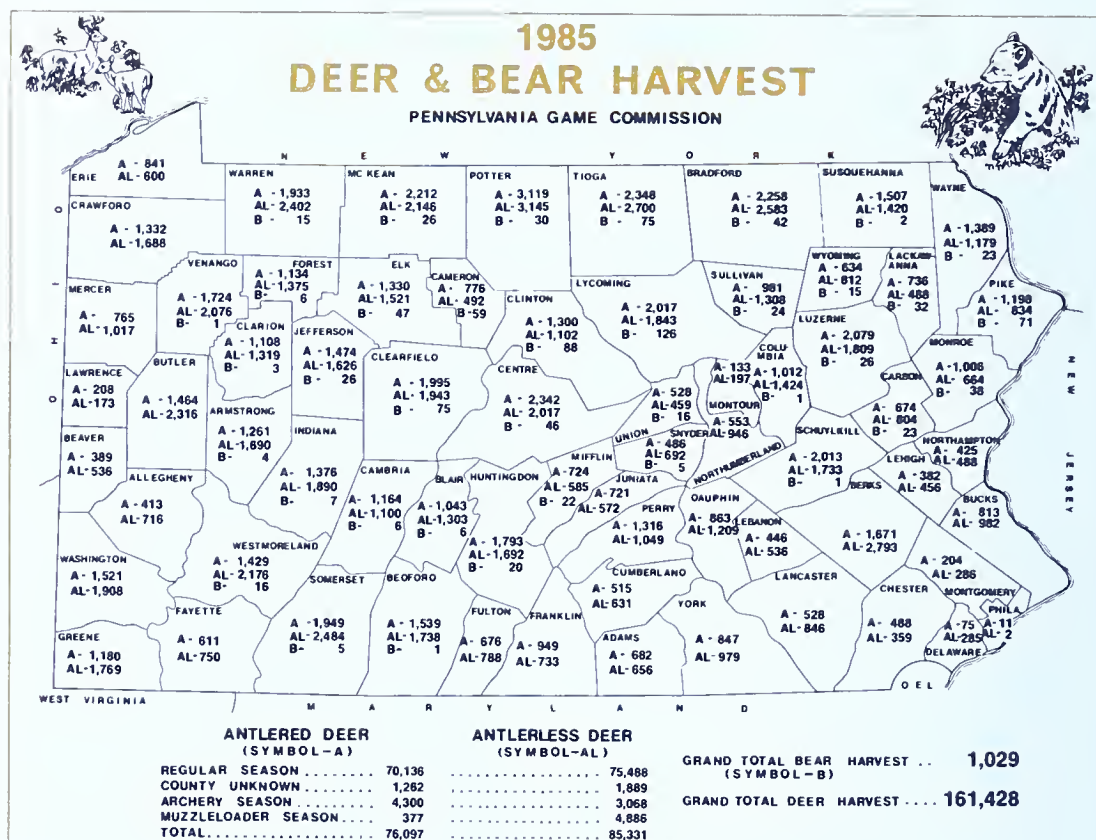 1985
DEER & BEAR HARVEST
PENNSYLVANIA GAME COMMISSION
N E W Y O R K
ERIE
A - 841
AL-600
WARREN
A - 1,933
AL-2,402
B - 15
MC KEAN
A - 2,212
AL-2,146
B - 26
POTTER
A - 3,119
AL-3,145
B - 30
TIOGA
A - 2,348
AL-2,700
B - 75
BRADFORD
A - 2,258
AL-2,583
B - 42
SUSQUEHANNA
A - 1,507
AL-1,420
B - 2
WAYNE
A -1,389
AL-1,179
B - 23
CRAWFORD
A - 1,332
AL-1,688
O H I O
VENANGO
A - 1,724
AL-2,076
B - 1
FOREST
A - 1,134
AL-1,375
B- 6
ELK
A - 1,330
AL-1,521
B - 47
CAMERON
A - 776
AL- 492
B -59
CLINTON
A - 1,300
AL-1,102
B - 88
LYCOMING
A - 2,017
AL-1,843
B - 126
SULLIVAN
A - 981
AL-1,308
B - 24
WYOMING
A - 634
AL-812
B - 15
LACKAWANNA
A - 736
AL-488
B - 32
PIKE
A - 1,198
AL- 834
B - 71
MERCER
A - 765
AL-1,017
CLARION
A - 1,108
AL-1,319
B- 3
JEFFERSON
A - 1,474
AL-1,626
B - 26
CLEARFIELD
A - 1,995
AL-1,943
B - 75
CENTRE
A - 2,342
AL-2,017
B - 46
COLUMBIA
A - 1,012
AL-1,424
B - 1
LUZERNE
A - 2,079
AL-1,809
B - 26
MONROE
A -1,008
AL- 664
B - 38
NEW JERSEY
LAWRENCE
A - 208
AL-173
BUTLER
A - 1,464
AL-2,316
ARMSTRONG
A -1,261
AL-1,690
B - 4
INDIANA
A - 1,376
AL-1,890
B- 7
A - 528
AL-459
B - 16
UNION
A - 133
AL-197
MONTOUR
A - 553
AL-946
NORTHUMBERLAND
CARBON
A - 674
AL-804
B - 23
BEAVER
A - 389
AL-536
SNYDER
A - 486
AL-692
B - 5
SCHUYLKILL
A - 2,013
AL-1,733
B- 1
NORTHAMPTON
A - 425
AL-488
LEHIGH
A - 382
AL-456
ALLEGHENY
A - 413
AL-716
CAMBRIA
A - 1,164
AL-1,100
B- 6
BLAIR
A - 1,043
AL-1,303
B- 6
HUNTINGDON
A - 1,793
AL-1,692
B - 20
MIFFLIN
A - 724
AL-585
B - 22
JUNIATA
A - 721
AL-572
PERRY
A - 1,316
AL-1,049
DAUPHIN
A - 863
AL-1,209
LEBANON
A - 446
AL-536
BERKS
A - 1,671
AL-2,793
BUCKS
A - 813
AL- 982
WASHINGTON
A - 1,521
AL-1,908
WESTMORELAND
A - 1,429
AL-2,176
B- 16
SOMERSET
A -1,949
AL-2,484
B- 5
BEDFORD
A - 1,539
AL-1,738
B- 1
CUMBERLAND
A - 515
AL-631
LANCASTER
A - 528
AL-846
CHESTER
A - 488
AL-359
A - 204
AL-286
MONTGOMERY
GREENE
A - 1,180
AL-1,769
FAYETTE
A - 611
AL-750
FULTON
A - 676
AL-788
FRANKLIN
A - 949
AL-733
ADAMS
A - 682
AL-656
YORK
A - 847
AL-979
A -75
AL-285
DELAWARE
PHILA
A -11
AL- 2
DEL
WEST VIRGINIA
M A R Y L A N D
ANTLERED DEER
(SYMBOL-A)
ANTLERLESS DEER
(SYMBOL-AL)
REGULAR SEASON ........ 70,136 .................... 75,488
COUNTY UNKNOWN ........ 1,262 .................... 1,889
ARCHERY SEASON ........ 4,300 .................... 3,068
MUZZLELOADER SEASON .... 377 .................... 4,886
TOTAL .................... 76,097 .................... 85,331
GRAND TOTAL BEAR HARVEST .. 1,029
(SYMBOL-B)
GRAND TOTAL DEER HARVEST .... 161,428